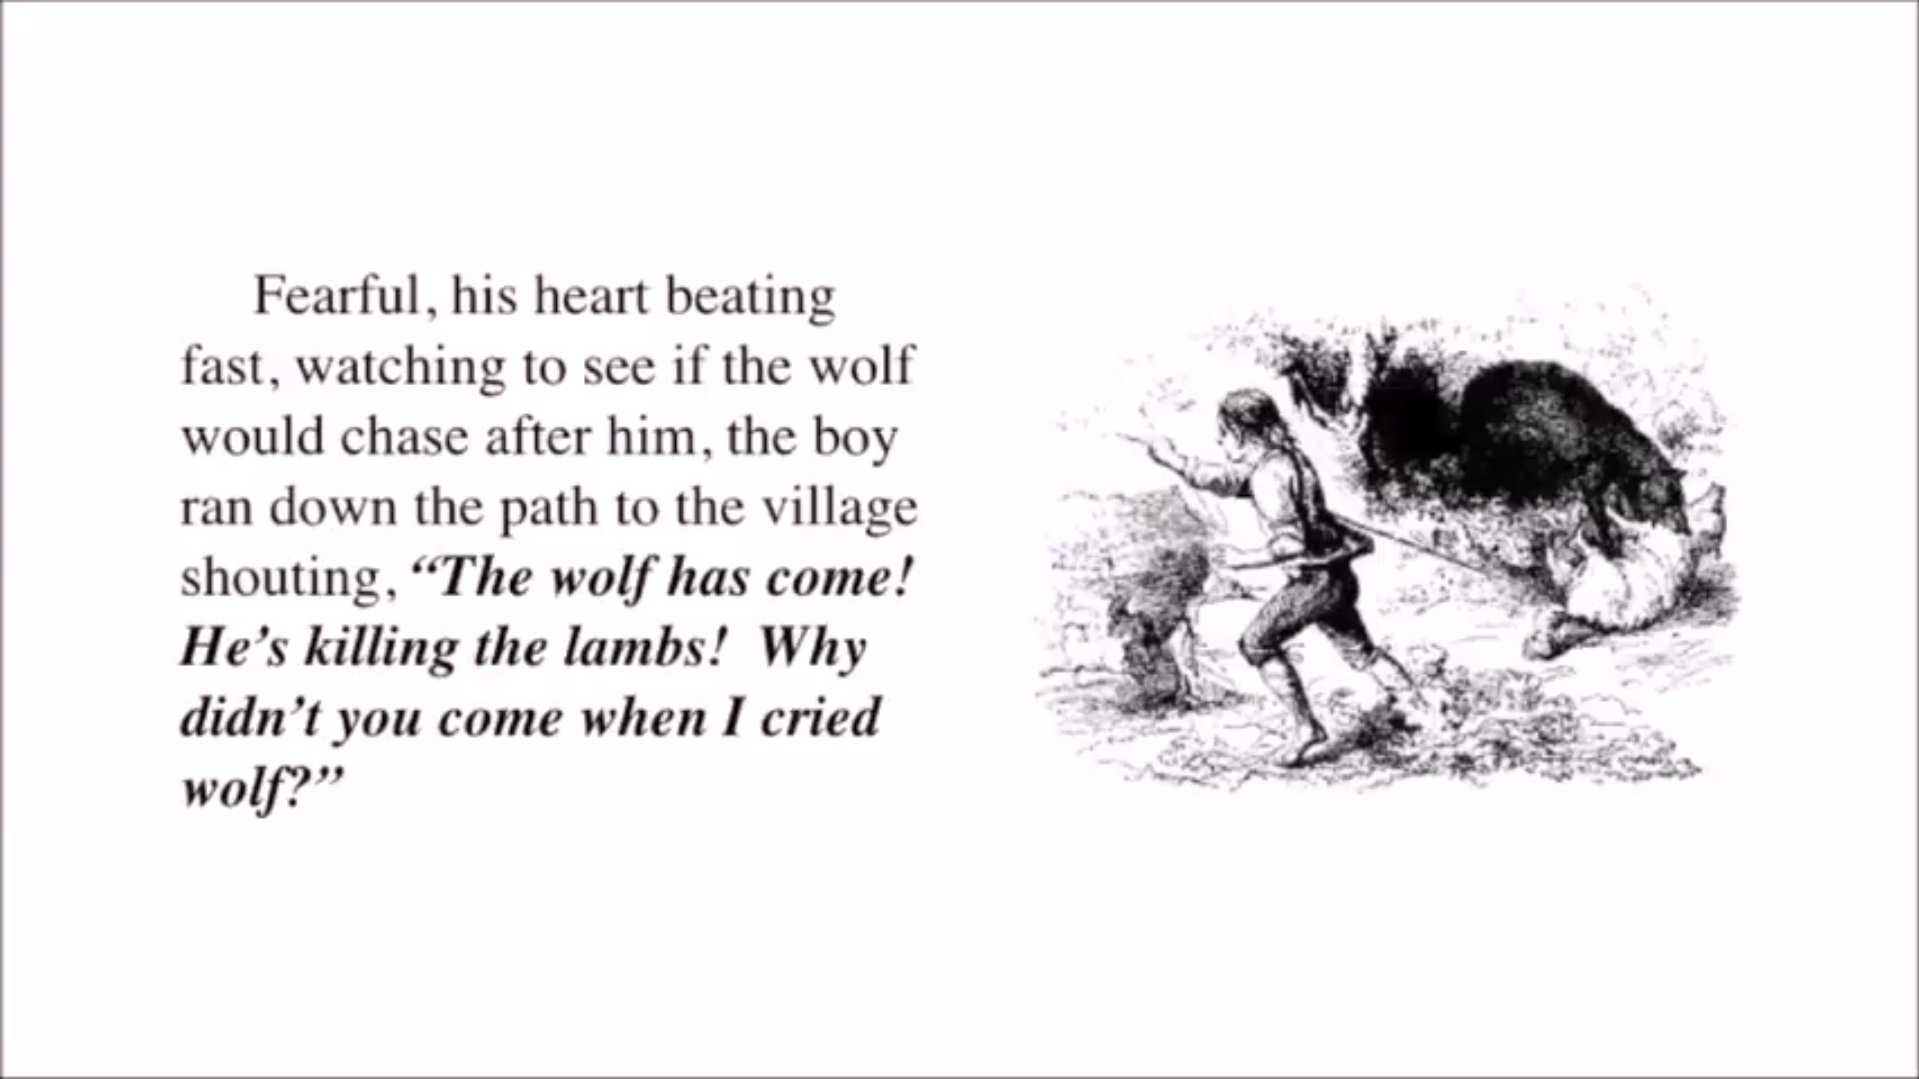 Fearful, his heart beating
fast, watching to see if the wolf
would chase after him, the boy
ran down the path to the village
shouting, “The wolf has come!
He’s killing the lambs!  Why
didn’t you come when I cried
wolf?”